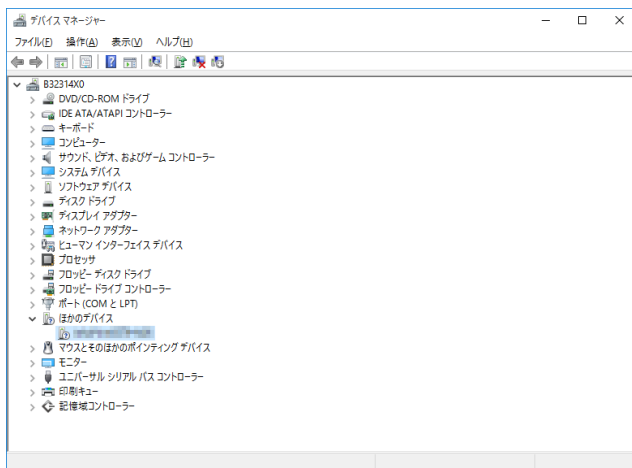 デバイス マネージャー
ファイル(F) 操作(A) 表示(V) ヘルプ(H)
B32314X0
DVD/CD-ROM ドライブ
IDE ATA/ATAPI コントローラー
キーボード
コンピューター
サウンド、ビデオ、およびゲーム コントローラー
システム デバイス
ソフトウェア デバイス
ディスク ドライブ
ディスプレイ アダプター
ネットワーク アダプター
ヒューマン インターフェイス デバイス
プロセッサ
フロッピー ディスク ドライブ
フロッピー ドライブ コントローラー
ポート (COM と LPT)
ほかのデバイス
マウスとそのほかのポインティング デバイス
モニター
ユニバーサル シリアル バス コントローラー
印刷キュー
記憶域コントローラー